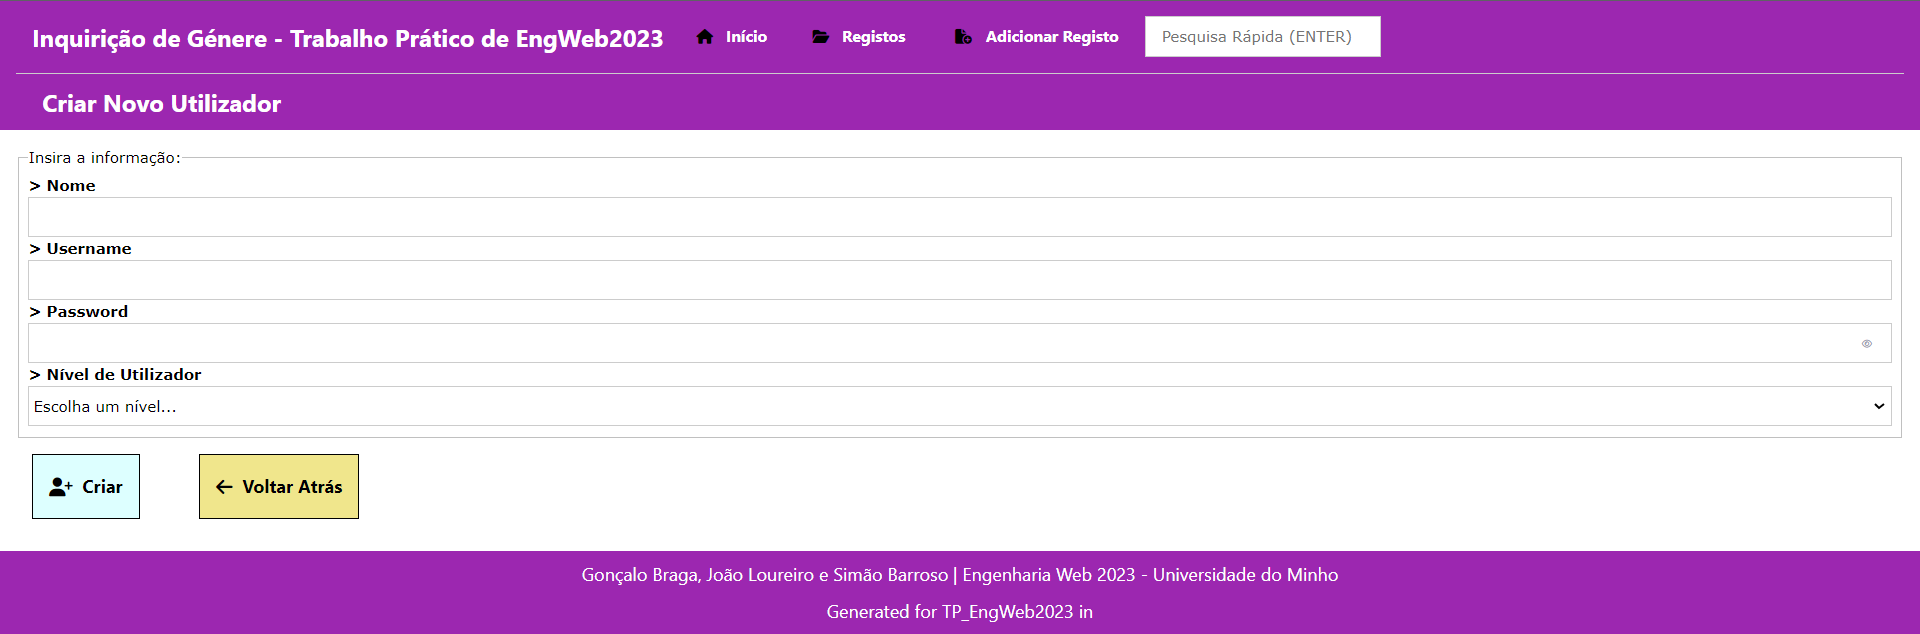 Inquirição de Génere - Trabalho Prático de EngWeb2023 Início Registos Adicionar Registo Pesquisa Rápida (ENTER)
Criar Novo Utilizador
Insira a informação:
> Nome
> Username
> Password
> Nível de Utilizador
Escolha um nível...
Criar Voltar Atrás
Gonçalo Braga, João Loureiro e Simão Barroso | Engenharia Web 2023 - Universidade do Minho
Generated for TP_EngWeb2023 in